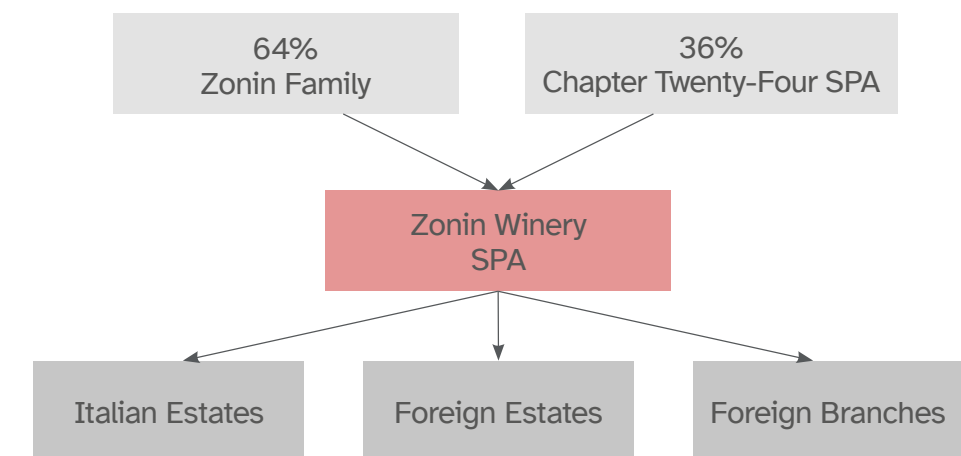 64%
Zonin Family
36%
Chapter Twenty-Four SPA
Zonin Winery
SPA
Italian Estates
Foreign Estates
Foreign Branches